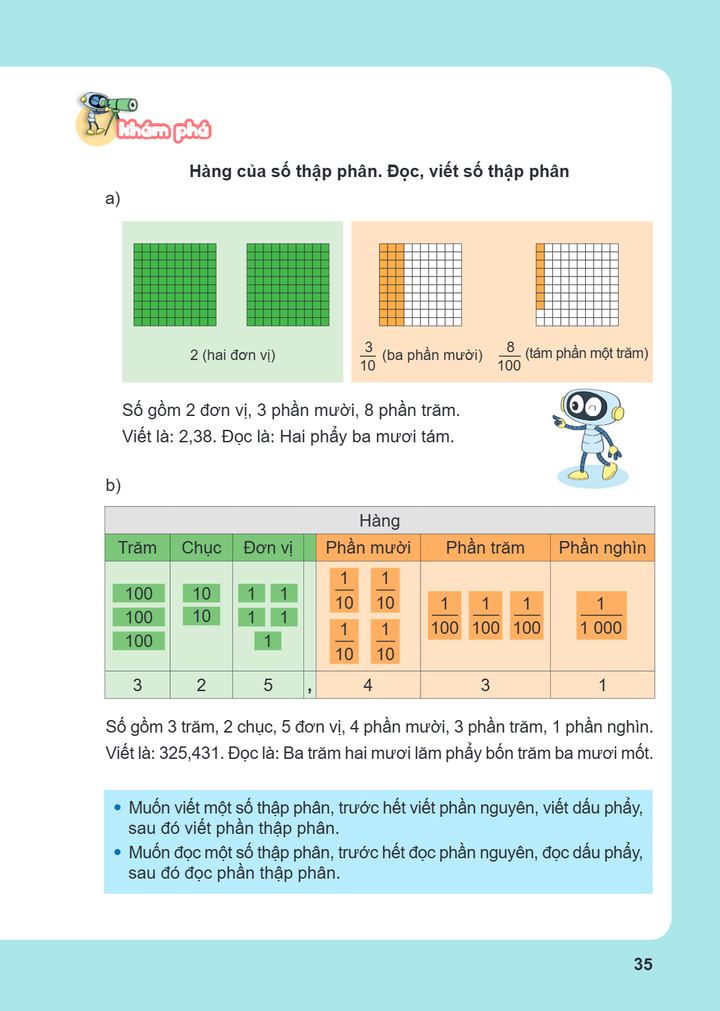 Khám phá
Hàng của số thập phân. Đọc, viết số thập phân
a)
2 (hai đơn vị)
3/10 (ba phần mười)
8/100 (tám phần một trăm)
Số gồm 2 đơn vị, 3 phần mười, 8 phần trăm.
Viết là: 2,38. Đọc là: Hai phẩy ba mươi tám.
b)
Hàng
Trăm Chục Đơn vị Phần mười Phần trăm Phần nghìn
100 100 100
10 10
1 1 1 1 1
1/10 1/10 1/10 1/10
1/100 1/100 1/100
1/1 000
3 2 5 , 4 3 1
Số gồm 3 trăm, 2 chục, 5 đơn vị, 4 phần mười, 3 phần trăm, 1 phần nghìn.
Viết là: 325,431. Đọc là: Ba trăm hai mươi lăm phẩy bốn trăm ba mươi mốt.
• Muốn viết một số thập phân, trước hết viết phần nguyên, viết dấu phẩy,
sau đó viết phần thập phân.
• Muốn đọc một số thập phân, trước hết đọc phần nguyên, đọc dấu phẩy,
sau đó đọc phần thập phân.
35